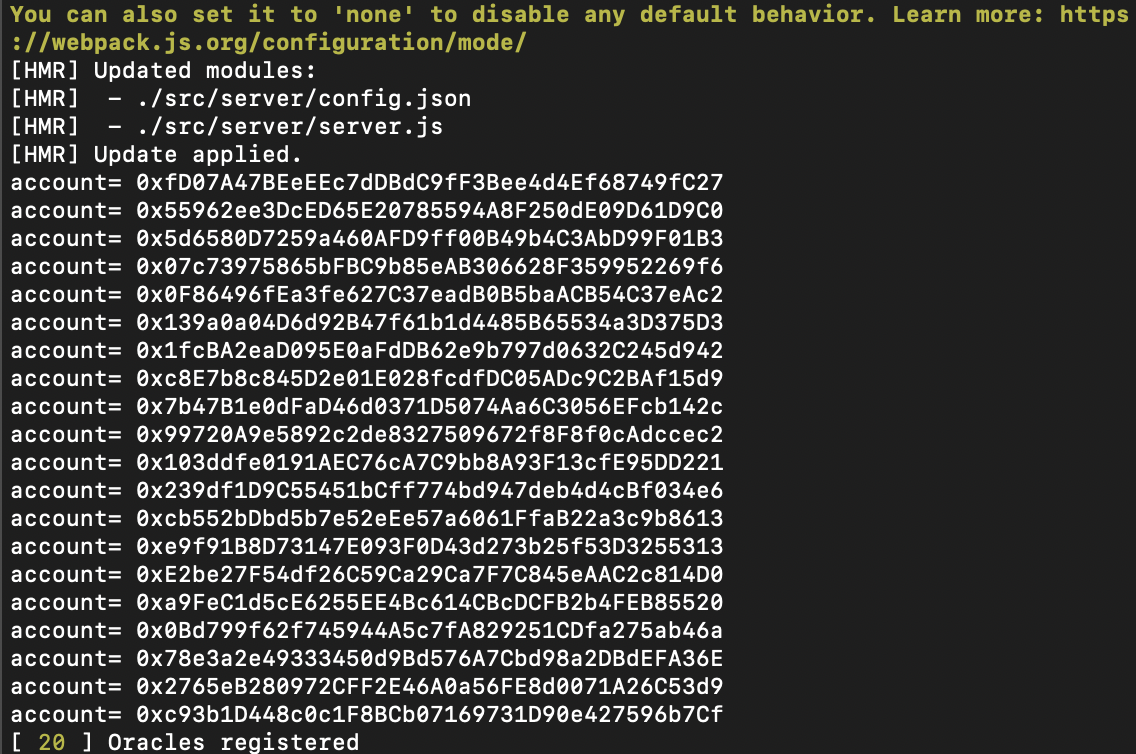 You can also set it to 'none' to disable any default behavior. Learn more: https
://webpack.js.org/configuration/mode/
[HMR] Updated modules:
[HMR]  - ./src/server/config.json
[HMR]  - ./src/server/server.js
[HMR] Update applied.
account= 0xfD07A47BEeEEc7dDBdC9fF3Bee4d4Ef68749fC27
account= 0x55962ee3DcED65E20785594A8F250dE09D61D9C0
account= 0x5d6580D7259a460AFD9ff00B49b4C3AbD99F01B3
account= 0x07c73975865bFBC9b85eAB306628F359952269f6
account= 0x0F86496fEa3fe627C37eadB0B5baACB54C37eAc2
account= 0x139a0a04D6d92B47f61b1d4485B65534a3D375D3
account= 0x1fcBA2eaD095E0aFdDB62e9b797d0632C245d942
account= 0xc8E7b8c845D2e01E028fcdfDC05ADc9C2BAf15d9
account= 0x7b47B1e0dFaD46d0371D5074Aa6C3056EFcb142c
account= 0x99720A9e5892c2de8327509672f8F8f0cAdccec2
account= 0x103ddfe0191AEC76cA7C9bb8A93F13cfE95DD221
account= 0x239df1D9C55451bCff774bd947deb4d4cBf034e6
account= 0xcb552bDbd5b7e52eEe57a6061FfaB22a3c9b8613
account= 0xe9f91B8D73147E093F0D43d273b25f53D3255313
account= 0xE2be27F54df26C59Ca29Ca7F7C845eAAC2c814D0
account= 0xa9FeC1d5cE6255EE4Bc614CBcDCFB2b4FEB85520
account= 0x0Bd799f62f745944A5c7fA829251CDfa275ab46a
account= 0x78e3a2e49333450d9Bd576A7Cbd98a2DBdEFA36E
account= 0x2765eB280972CFF2E46A0a56FE8d0071A26C53d9
account= 0xc93b1D448c0c1F8BCb07169731D90e427596b7Cf
[ 20 ] Oracles registered